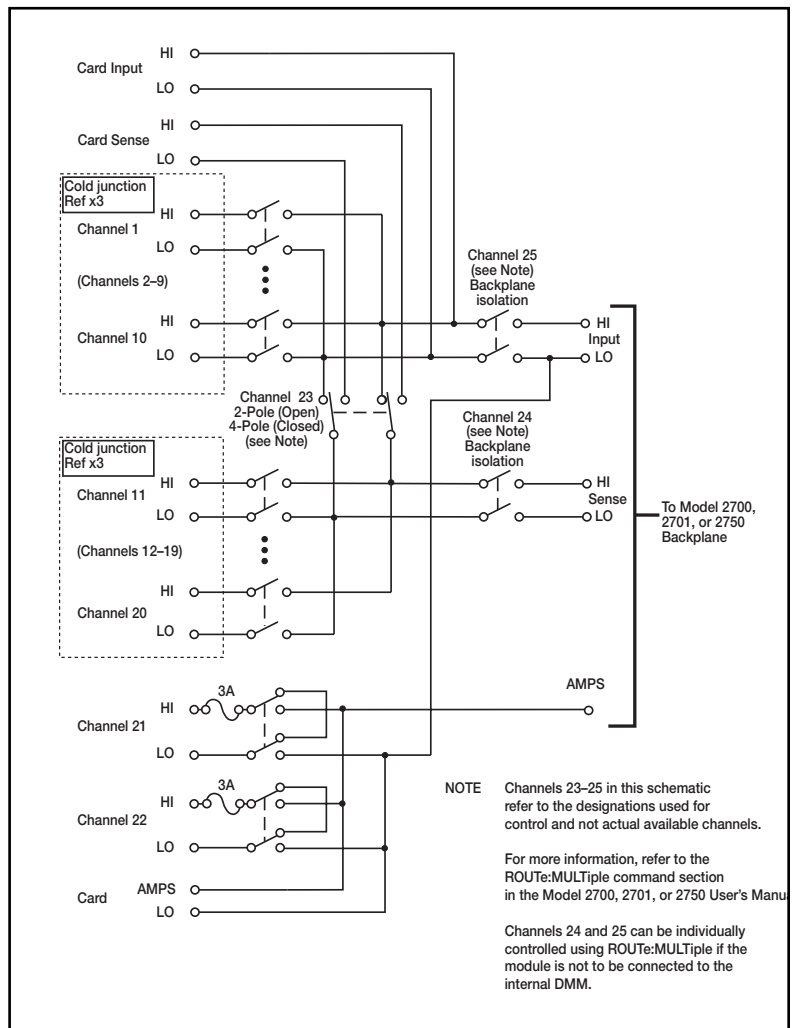 HI
Card Input
LO
HI
Card Sense
LO
Cold junction
Ref x3
HI
Channel 1
LO
(Channels 2–9)
HI
Channel 10
LO
Channel 25
(see Note)
Backplane
isolation
HI
Input
LO
Channel 23
2-Pole (Open)
4-Pole (Closed)
(see Note)
Channel 24
(see Note)
Backplane
isolation
Cold junction
Ref x3
HI
Channel 11
LO
(Channels 12–19)
HI
Channel 20
LO
HI
Sense
LO
To Model 2700,
2701, or 2750
Backplane
AMPS
3A
HI
Channel 21
LO
3A
HI
Channel 22
LO
AMPS
Card
LO
NOTE Channels 23–25 in this schematic
refer to the designations used for
control and not actual available channels.
For more information, refer to the
ROUTe:MULTiple command section
in the Model 2700, 2701, or 2750 User's Manu
Channels 24 and 25 can be individually
controlled using ROUTe:MULTiple if the
module is not to be connected to the
internal DMM.